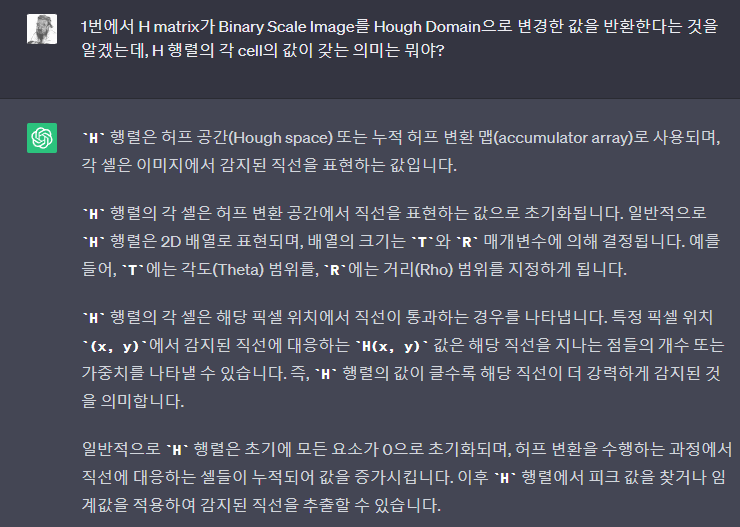 1번에서 H matrix가 Binary Scale Image를 Hough Domain으로 변경한 값을 반환한다는 것을
알겠는데, H 행렬의 각 cell의 값이 갖는 의미는 뭐야?
`H` 행렬은 허프 공간(Hough space) 또는 누적 허프 변환 맵(accumulator array)로 사용되며,
각 셀은 이미지에서 감지된 직선을 표현하는 값입니다.
`H` 행렬의 각 셀은 허프 변환 공간에서 직선을 표현하는 값으로 초기화됩니다. 일반적으로
`H` 행렬은 2D 배열로 표현되며, 배열의 크기는 `T`와 `R` 매개변수에 의해 결정됩니다. 예를
들어, `T`에는 각도(Theta) 범위를, `R`에는 거리(Rho) 범위를 지정하게 됩니다.
`H` 행렬의 각 셀은 해당 픽셀 위치에서 직선이 통과하는 경우를 나타냅니다. 특정 픽셀 위치
`(x, y)`에서 감지된 직선에 대응하는 `H(x, y)` 값은 해당 직선을 지나는 점들의 개수 또는
가중치를 나타낼 수 있습니다. 즉, `H` 행렬의 값이 클수록 해당 직선이 더 강력하게 감지된 것
을 의미합니다.
일반적으로 `H` 행렬은 초기에 모든 요소가 0으로 초기화되며, 허프 변환을 수행하는 과정에서
직선에 대응하는 셀들이 누적되어 값을 증가시킵니다. 이후 `H` 행렬에서 피크 값을 찾거나 임
계값을 적용하여 감지된 직선을 추출할 수 있습니다.